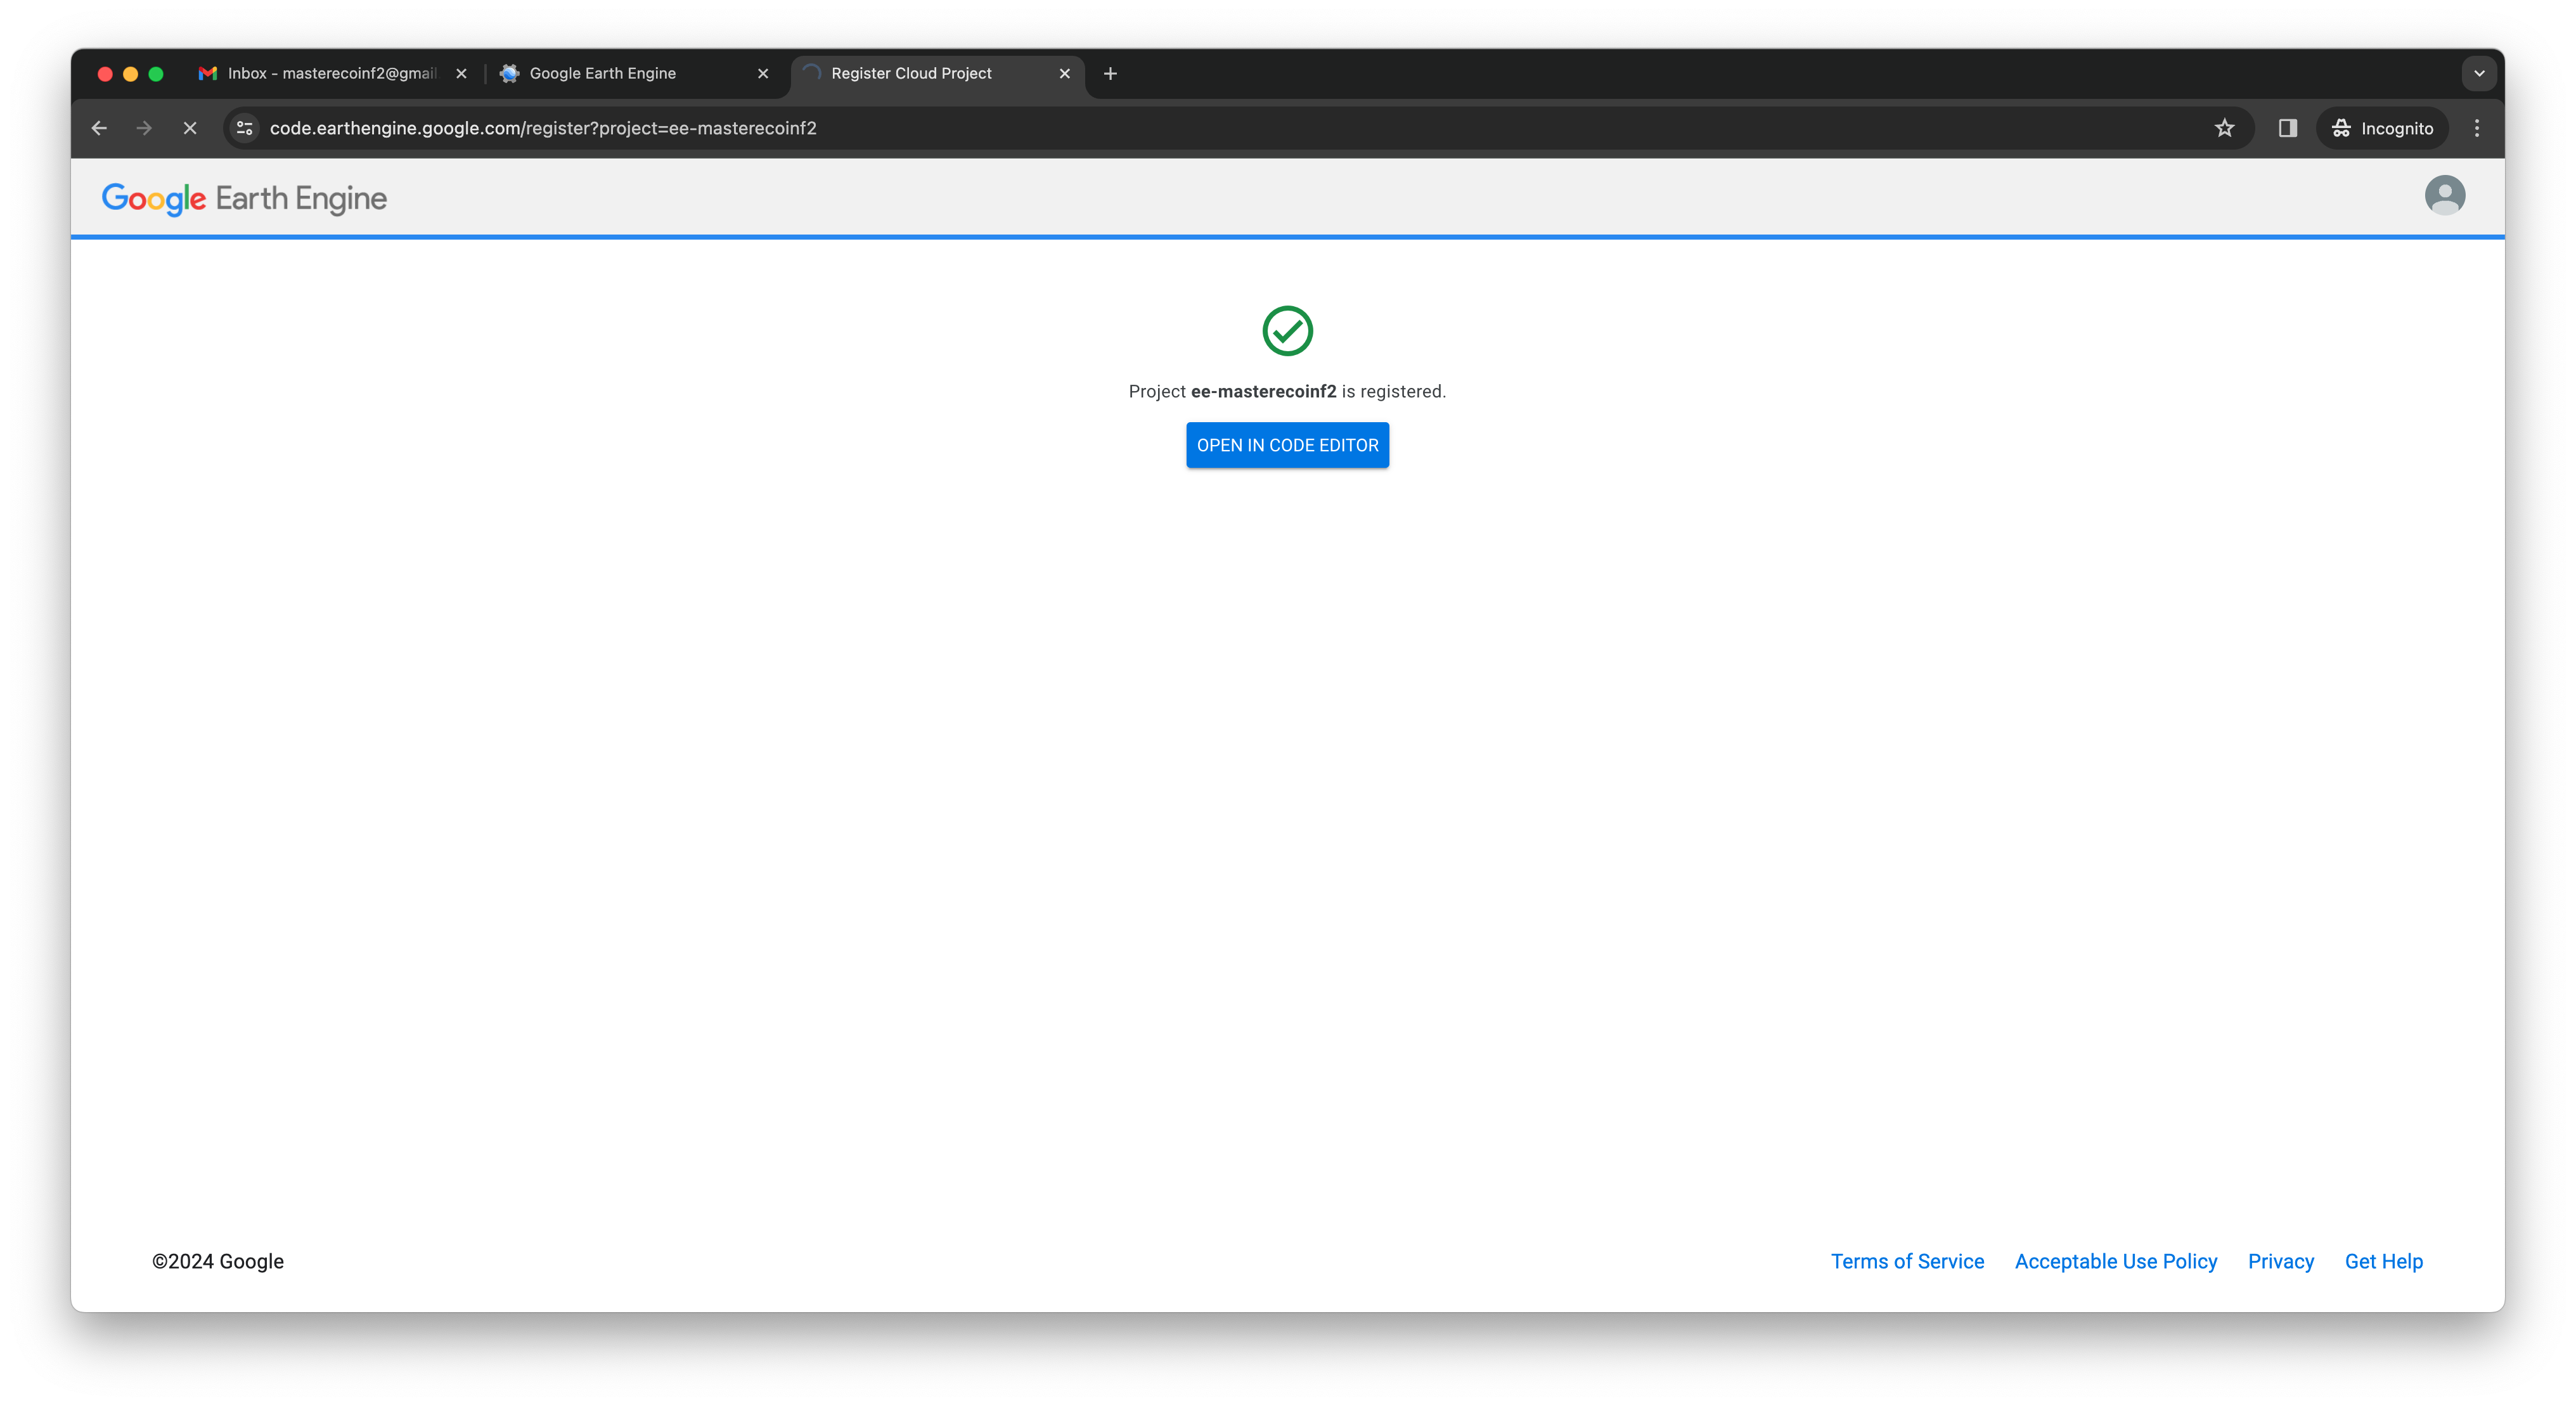 Inbox - masterecoinf2@gmail
Google Earth Engine
Register Cloud Project
code.earthengine.google.com/register?project=ee-masterecoinf2
Incognito
Google Earth Engine
Project ee-masterecoinf2 is registered.
OPEN IN CODE EDITOR
©2024 Google
Terms of Service
Acceptable Use Policy
Privacy
Get Help